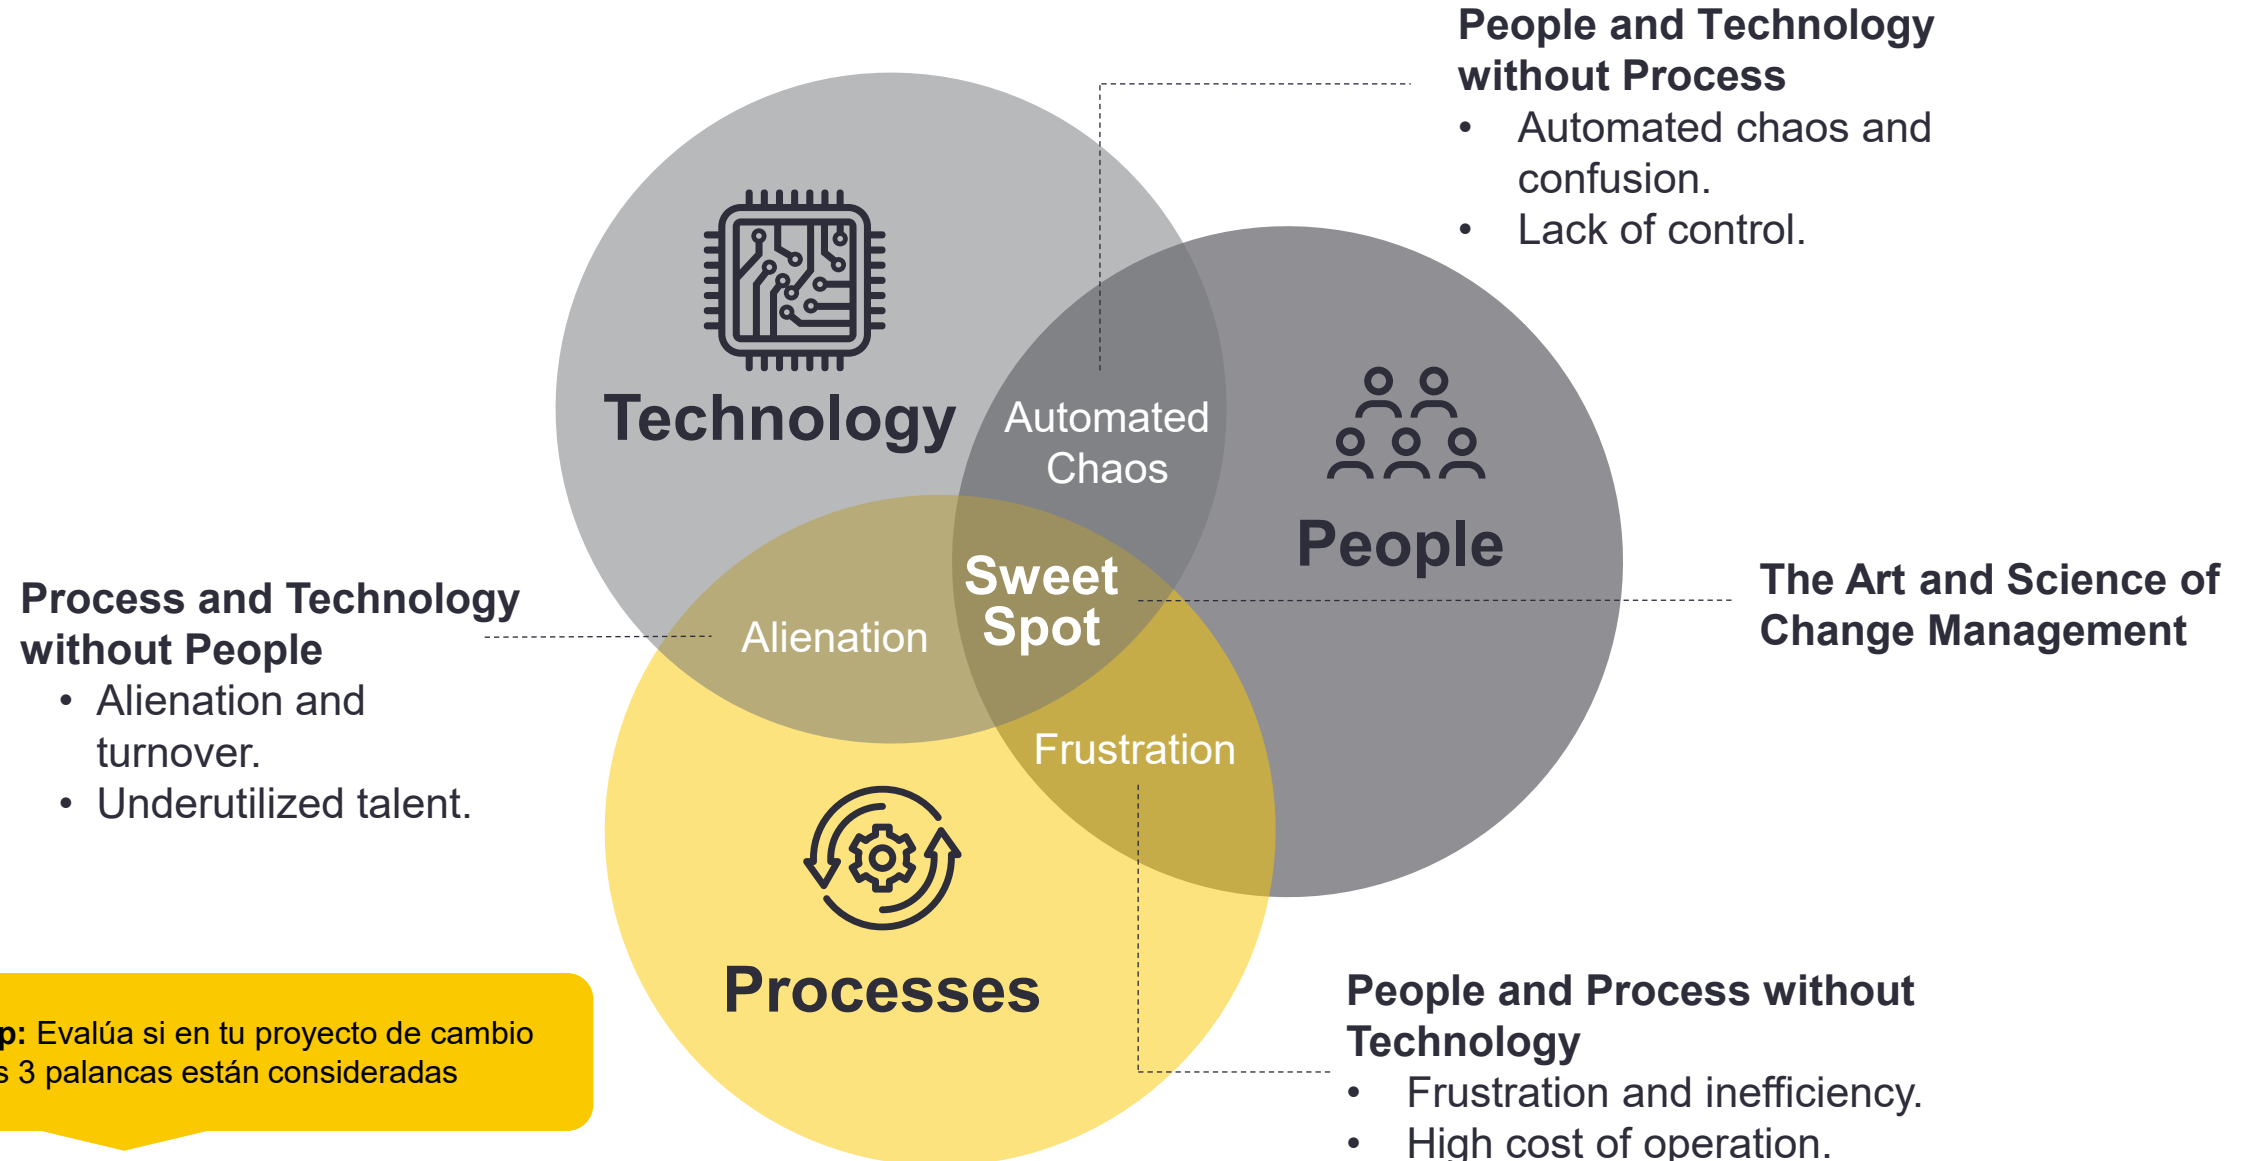 People and Technology
without Process
• Automated chaos and
confusion.
• Lack of control.
Technology
Automated
Chaos
People
Sweet
Spot
The Art and Science of
Change Management
Process and Technology
without People
• Alienation and
turnover.
• Underutilized talent.
Alienation
Frustration
Processes
People and Process without
Technology
• Frustration and inefficiency.
• High cost of operation.
Evalúa si en tu proyecto de cambio
3 palancas están consideradas